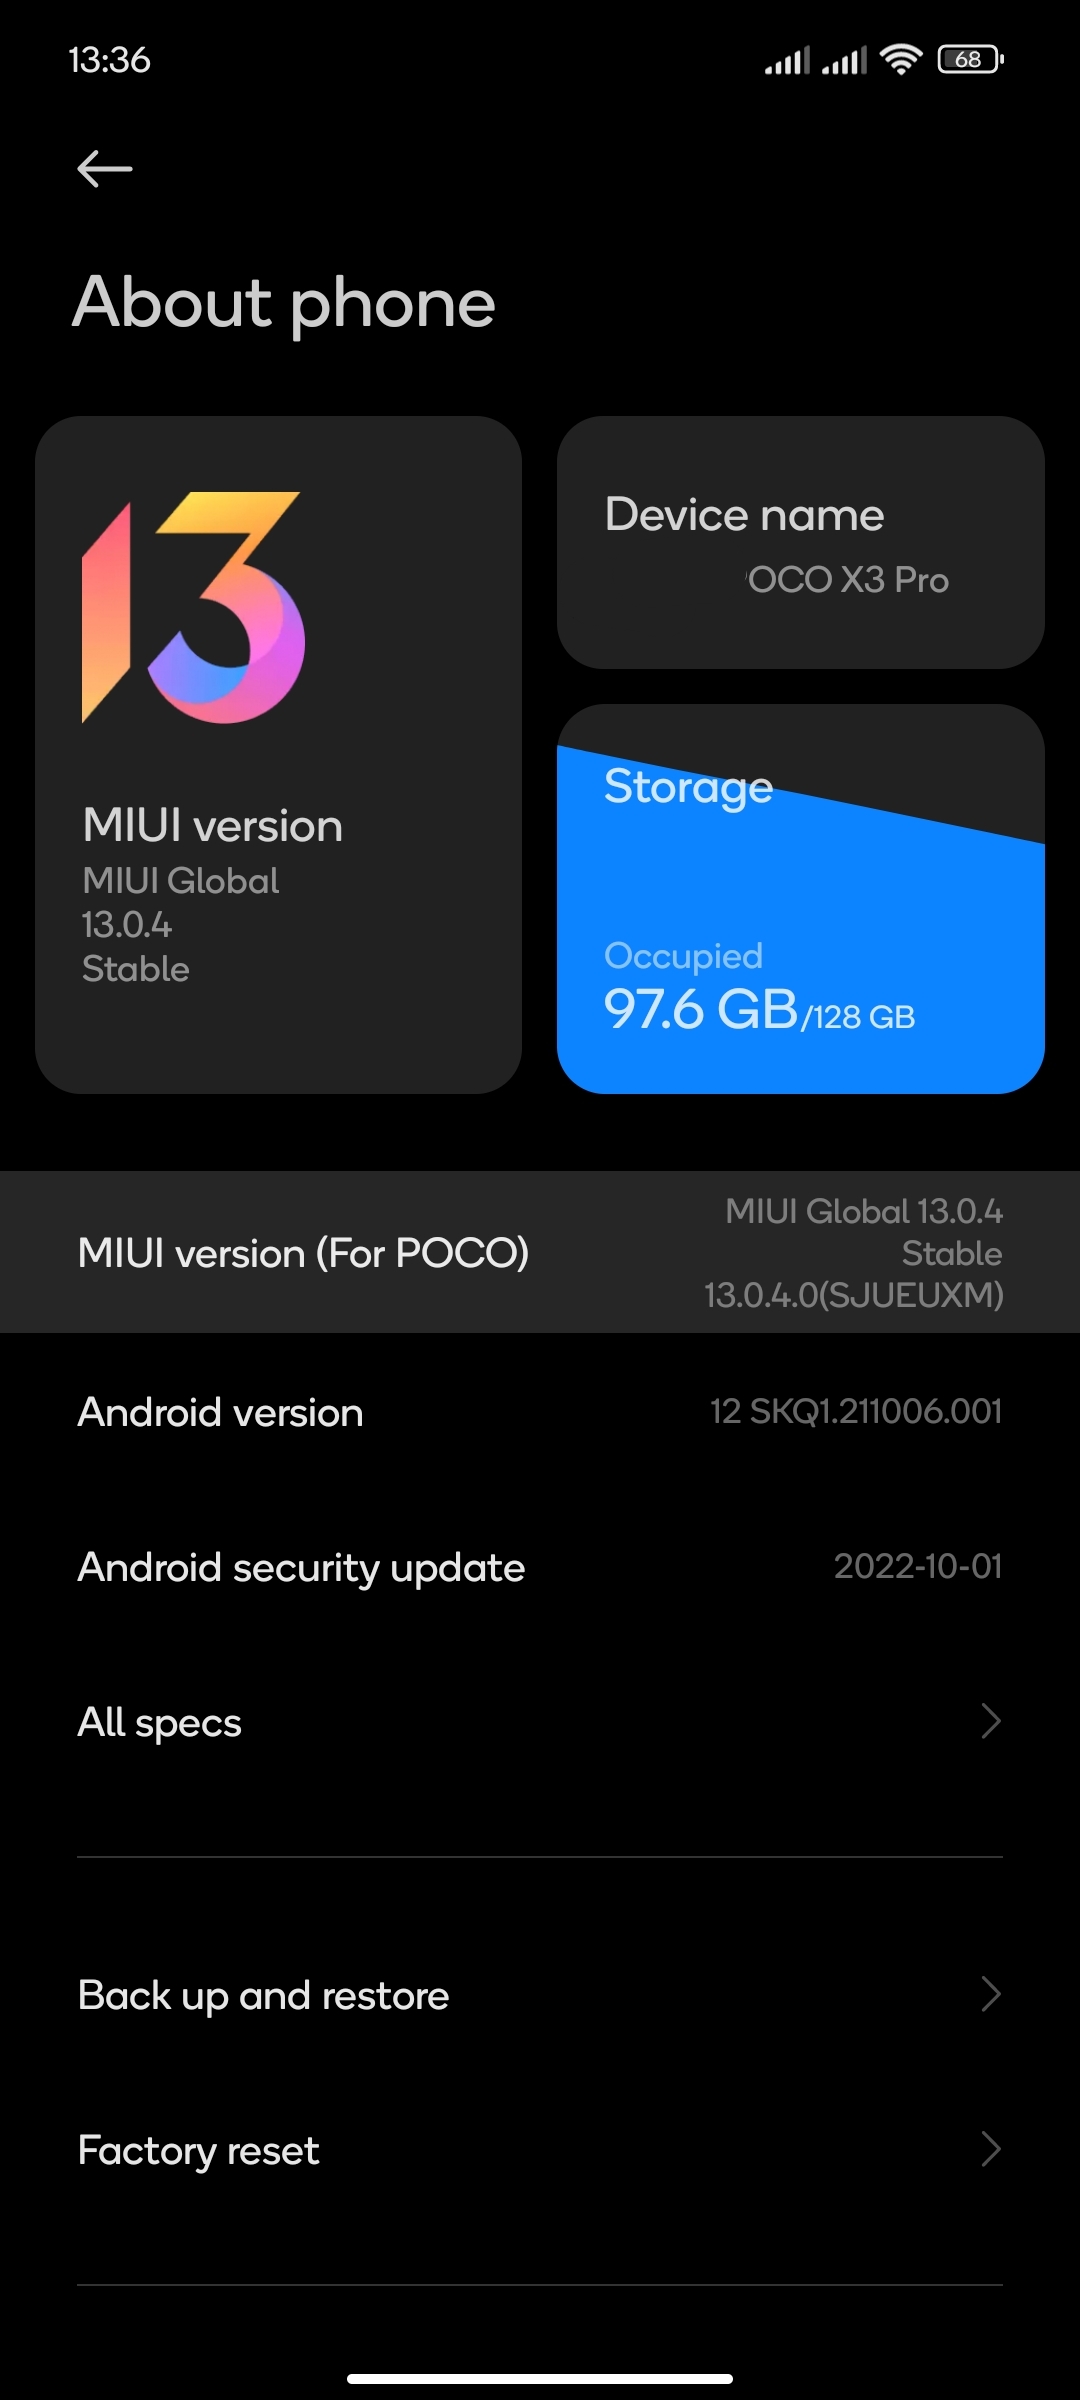 13:36
68
About phone
13
MIUI version
MIUI Global
13.0.4
Stable
Device name
OCO X3 Pro
Storage
Occupied
97.6 GB/128 GB
MIUI version (For POCO)
MIUI Global 13.0.4
Stable
13.0.4.0(SJUEUXM)
Android version
12 SKQ1.211006.001
Android security update
2022-10-01
All specs
Back up and restore
Factory reset